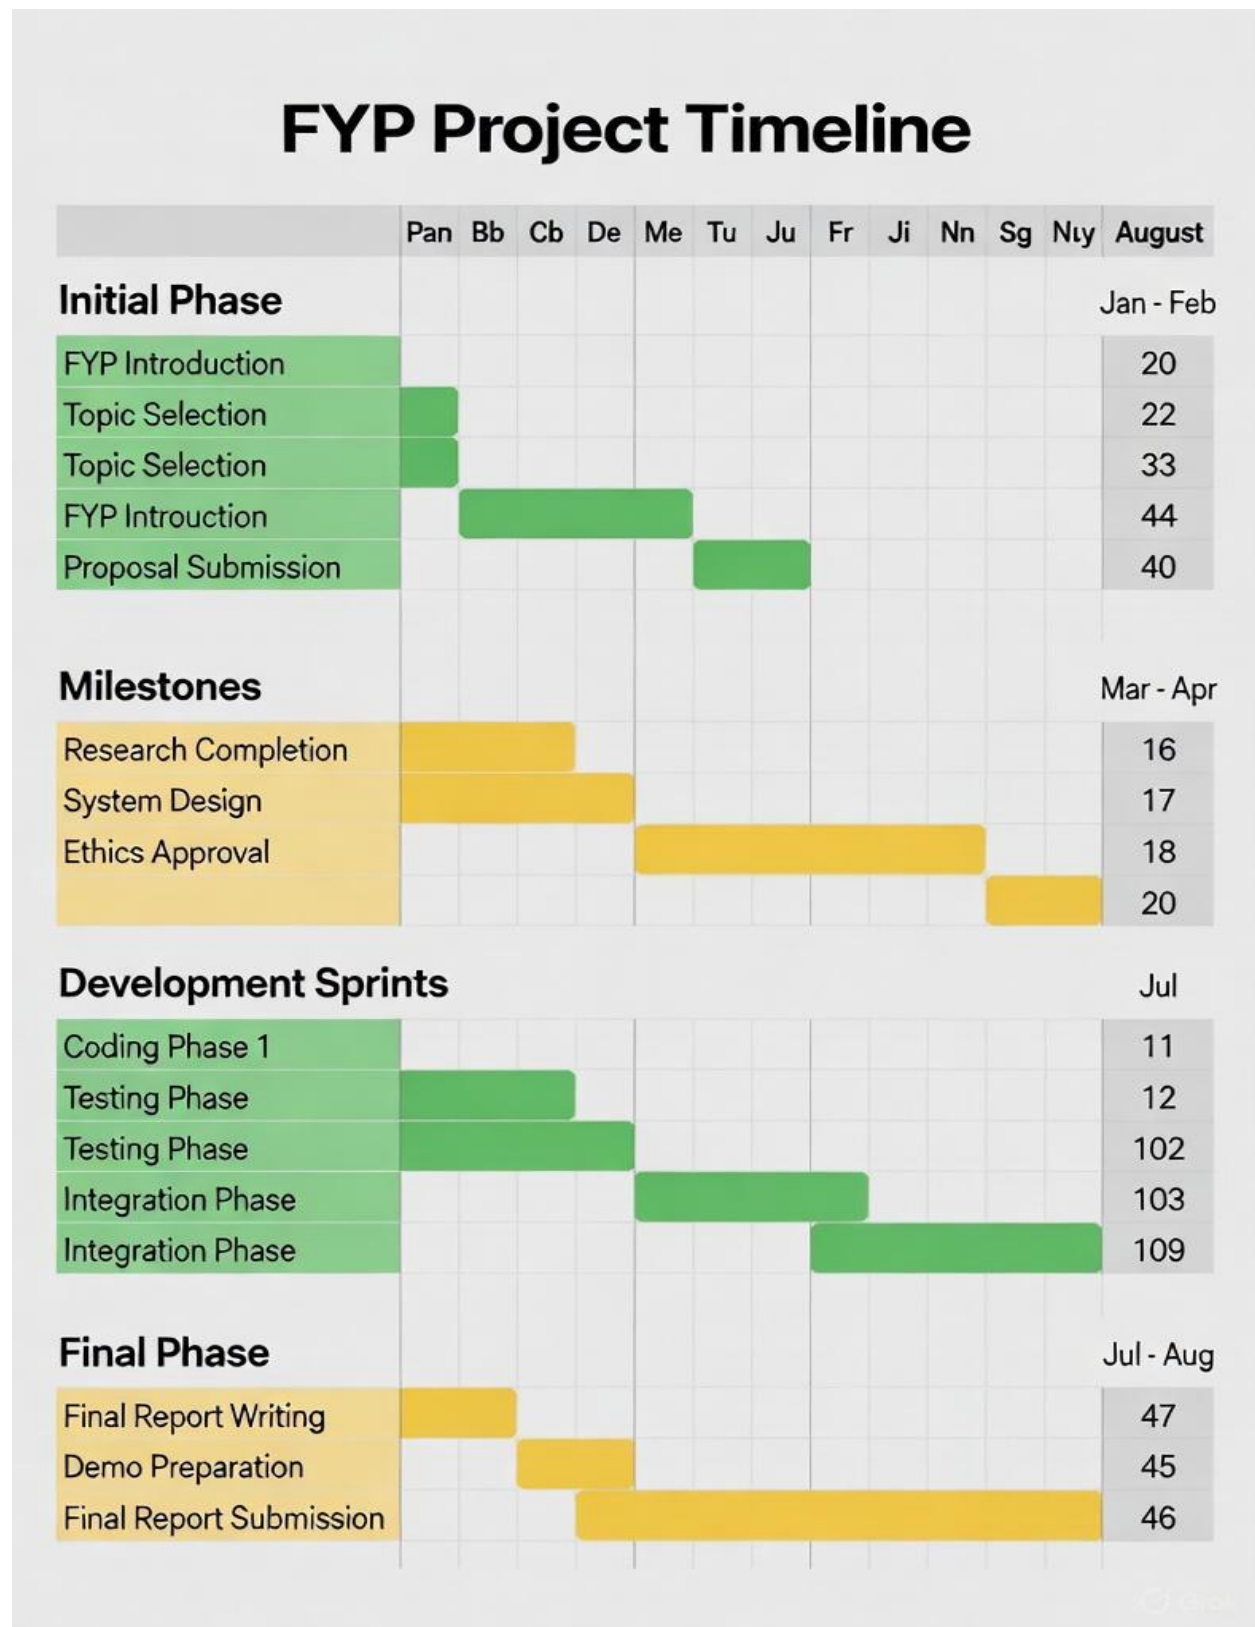 FYP Project Timeline
Pan Bb Cb De Me Tu Ju Fr Ji Nn Sg Nıy August
Initial Phase Jan - Feb
FYP Introduction 20
Topic Selection 22
Topic Selection 33
FYP Introuction 44
Proposal Submission 40
Milestones Mar - Apr
Research Completion 16
System Design 17
Ethics Approval 18
20
Development Sprints Jul
Coding Phase 1 11
Testing Phase 12
Testing Phase 102
Integration Phase 103
Integration Phase 109
Final Phase Jul - Aug
Final Report Writing 47
Demo Preparation 45
Final Report Submission 46